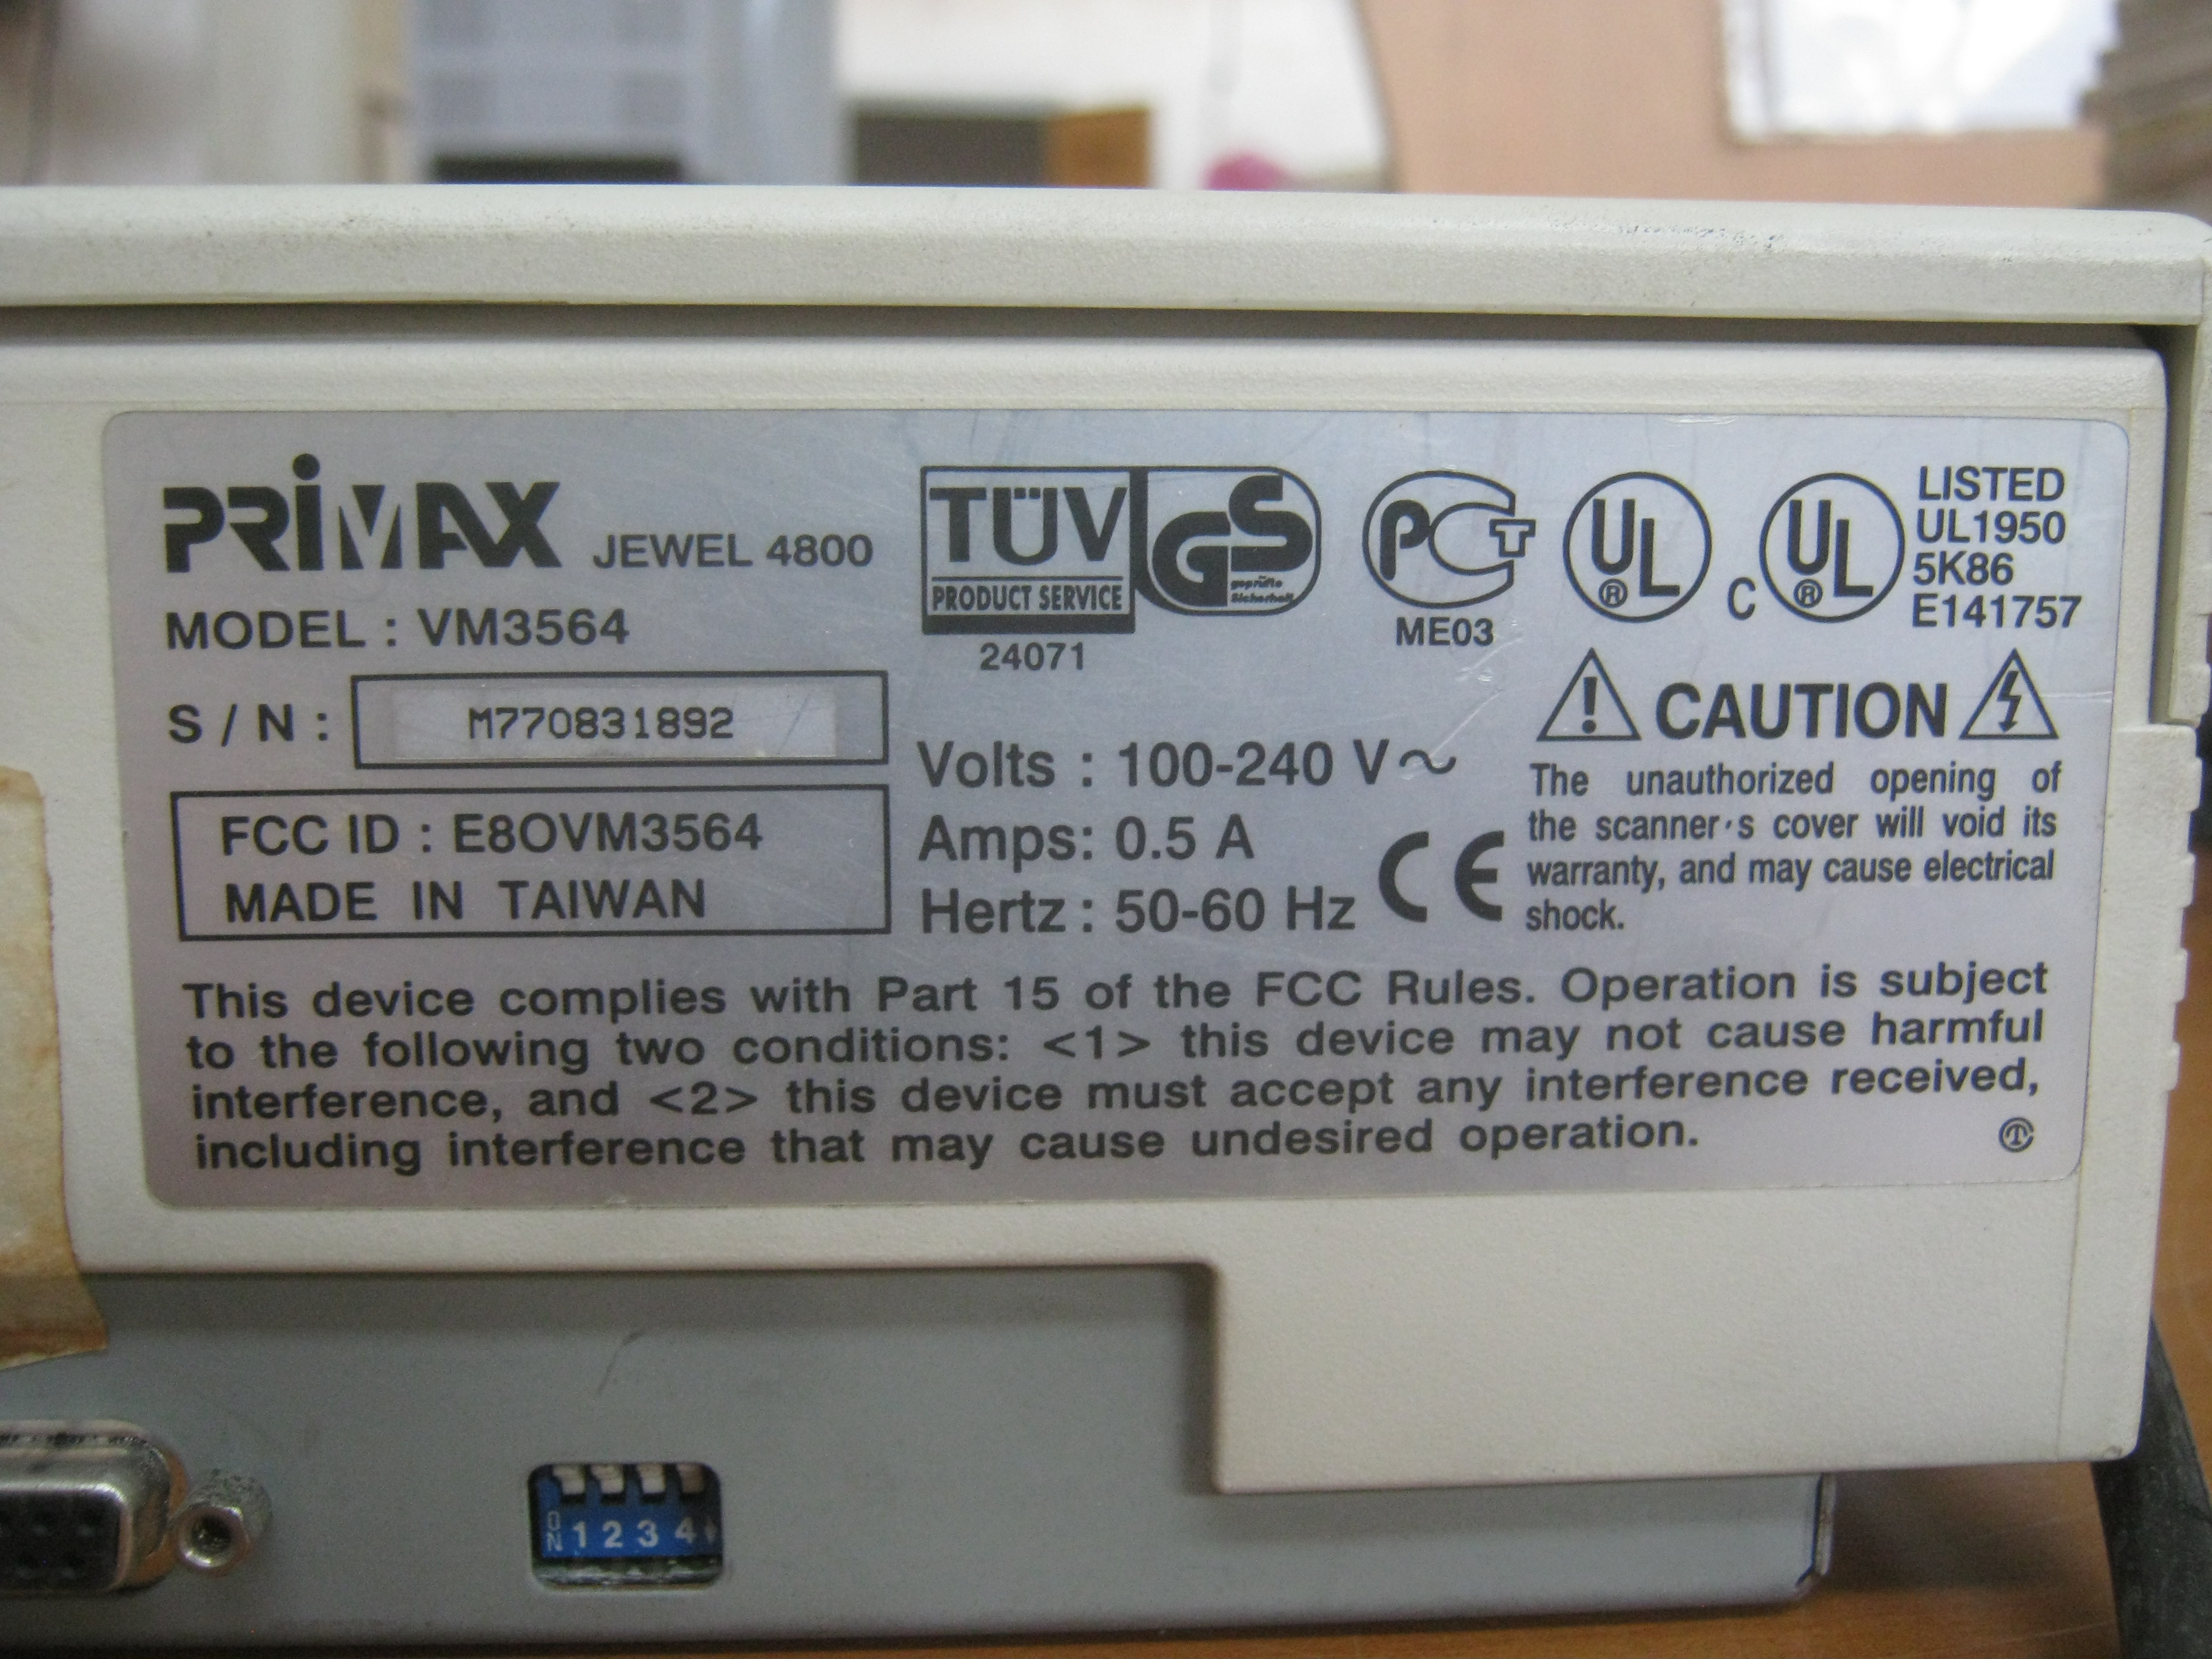 PRIMAX JEWEL 4800
MODEL : VM3564
S / N : M770831892
FCC ID : E8OVM3564
MADE IN TAIWAN
TÜV
PRODUCT SERVICE
24071
GS
geprüfte
Sicherheit
PCT
ME03
UL ®
C UL ®
LISTED
UL1950
5K86
E141757
Volts : 100-240 V~
Amps: 0.5 A
Hertz : 50-60 Hz
CE
CAUTION
The unauthorized opening of
the scanner's cover will void its
warranty, and may cause electrical
shock.
This device complies with Part 15 of the FCC Rules. Operation is subject
to the following two conditions: <1> this device may not cause harmful
interference, and <2> this device must accept any interference received,
including interference that may cause undesired operation.
ON 1 2 3 4